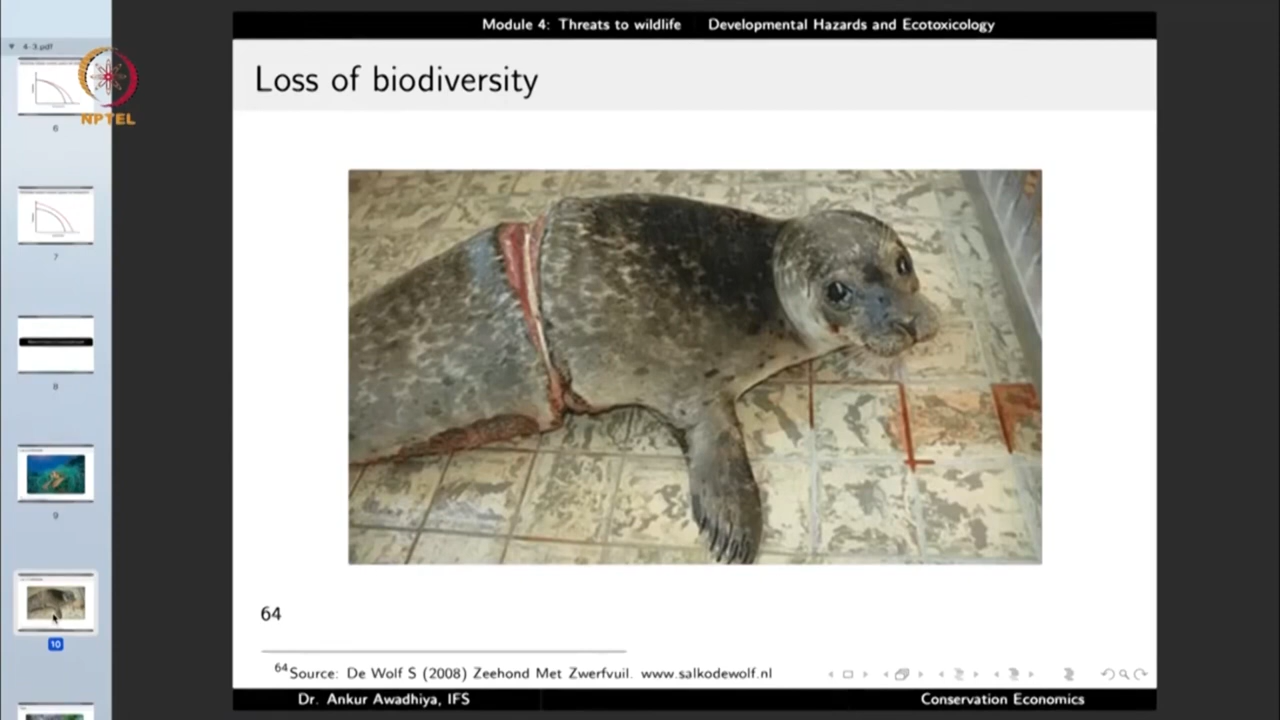 Module 4: Threats to wildlife Developmental Hazards and Ecotoxicology
4-3.pdf
NPTEL
Loss of biodiversity
6
7
8
9
10
64
64Source: De Wolf S (2008) Zeehond Met Zwerfvuil. www.salkodewolf.nl
Dr. Ankur Awadhiya, IFS Conservation Economics